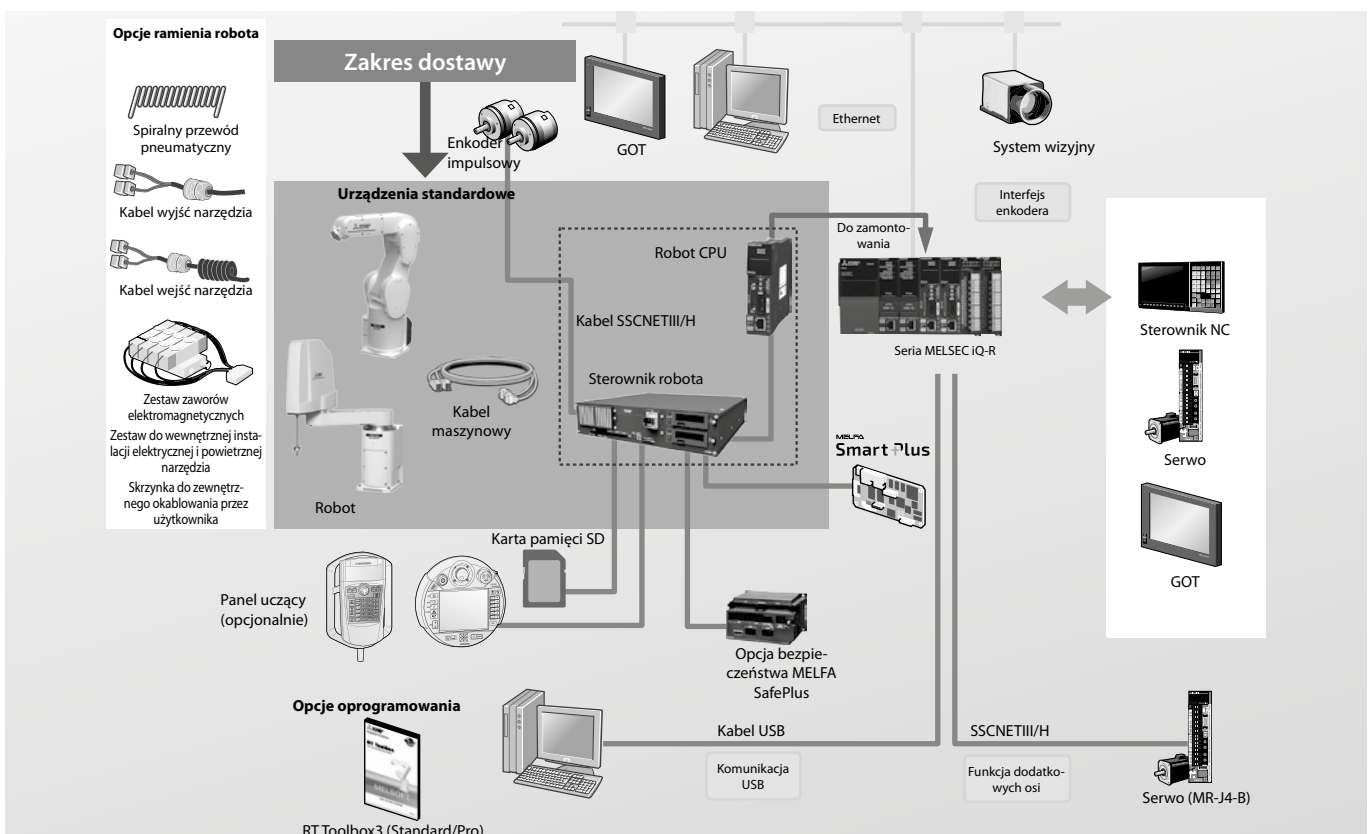 Opcje ramienia robota
Spiralny przewód
pneumatyczny
Kabel wyjść narzędzia
Kabel wejść narzędzia
Zestaw zaworów
elektromagnetycznych
Zestaw do wewnętrznej insta-
lacji elektrycznej i powietrznej
narzędzia
Skrzynka do zewnętrz-
nego okablowania przez
użytkownika
Zakres dostawy
Enkoder
impulsowy
GOT
Ethernet
System wizyjny
Interfejs
enkodera
Urządzenia standardowe
Robot CPU
Do zamonto-
wania
Kabel SSCNETIII/H
Seria MELSEC iQ-R
Sterownik robota
Kabel
maszynowy
Robot
MELFA
Smart Plus
Sterownik NC
Serwo
GOT
Karta pamięci SD
Panel uczący
(opcjonalnie)
Opcja bezpie-
czeństwa MELFA
SafePlus
Opcje oprogramowania
RT ToolBox3
MELSOFT
RT Toolbox3 (Standard/Pro)
Kabel USB
Komunikacja
USB
SSCNETIII/H
Funkcja dodatko-
wych osi
Serwo (MR-J4-B)